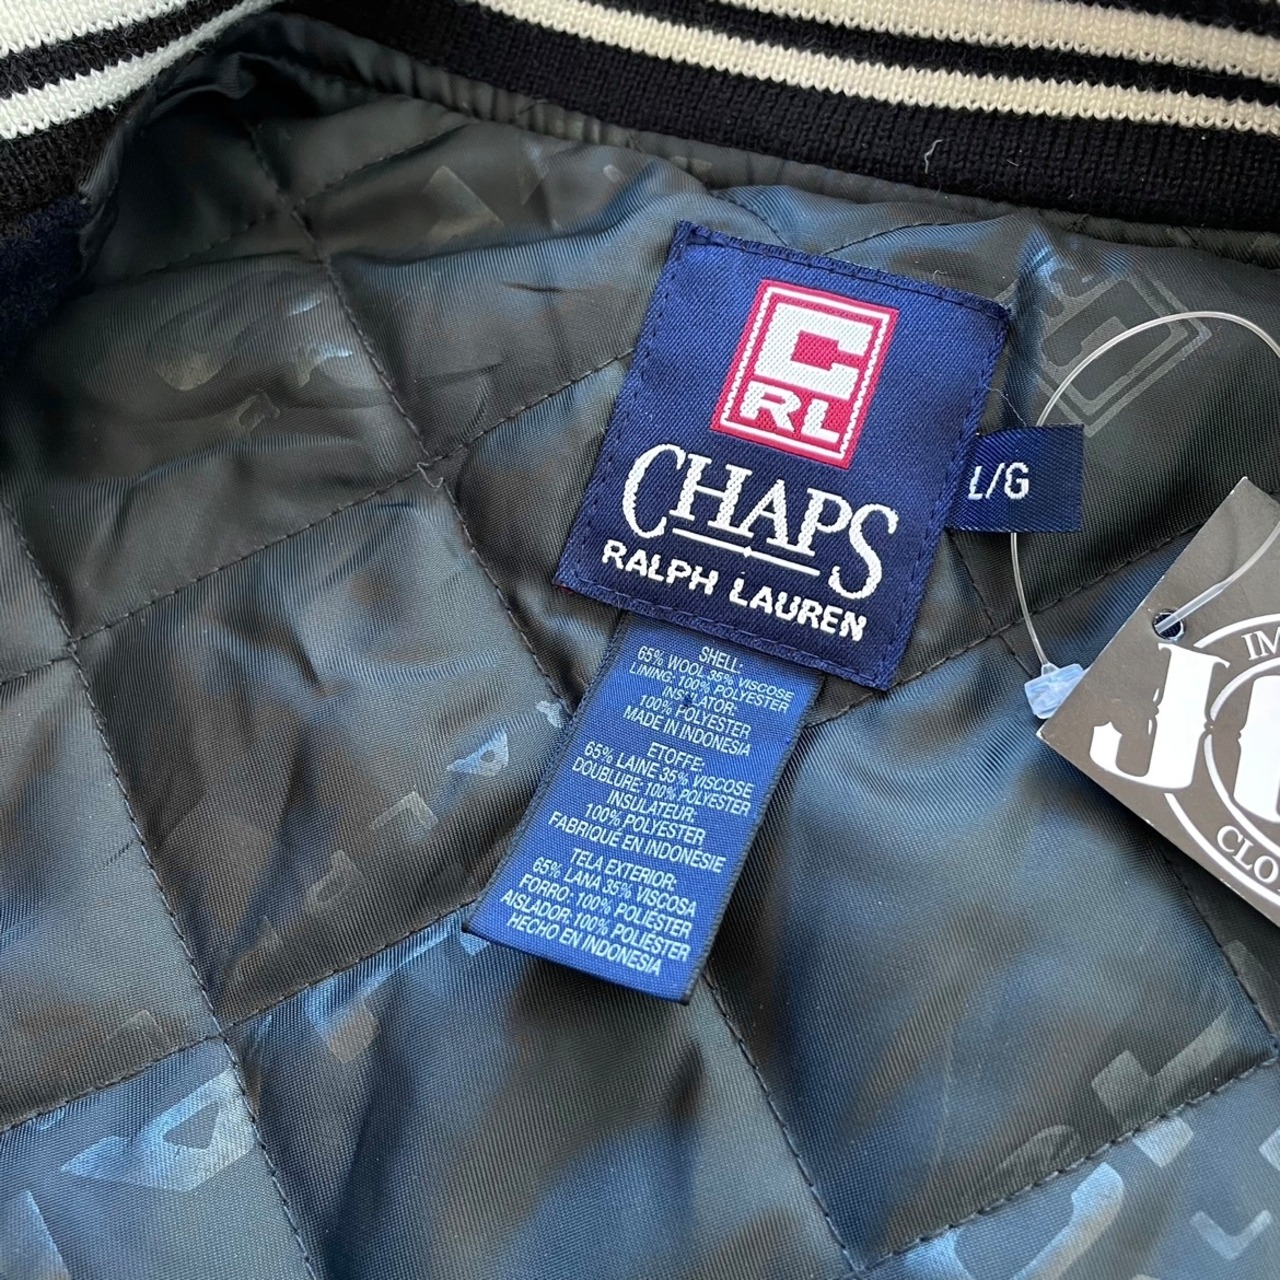 C
RL
CHAPS
RALPH LAUREN
L/G
SHELL:
65% WOOL 35% VISCOSE
LINING: 100% POLYESTER
INSULATOR:
100% POLYESTER
MADE IN INDONESIA
ETOFFE:
65% LAINE 35% VISCOSE
DOUBLURE: 100% POLYESTER
INSULATEUR:
100% POLYESTER
FABRIQUE EN INDONESIE
TELA EXTERIOR:
65% LANA 35% VISCOSA
FORRO: 100% POLIÉSTER
AISLADOR: 100% POLIÉSTER
HECHO EN INDONESIA